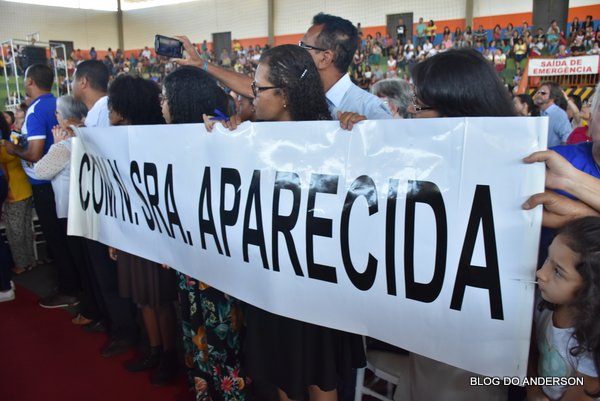 SAÍDA DE
EMERGÊNCIA
COM N. SRA. APARECIDA
BLOG DO ANDERSON